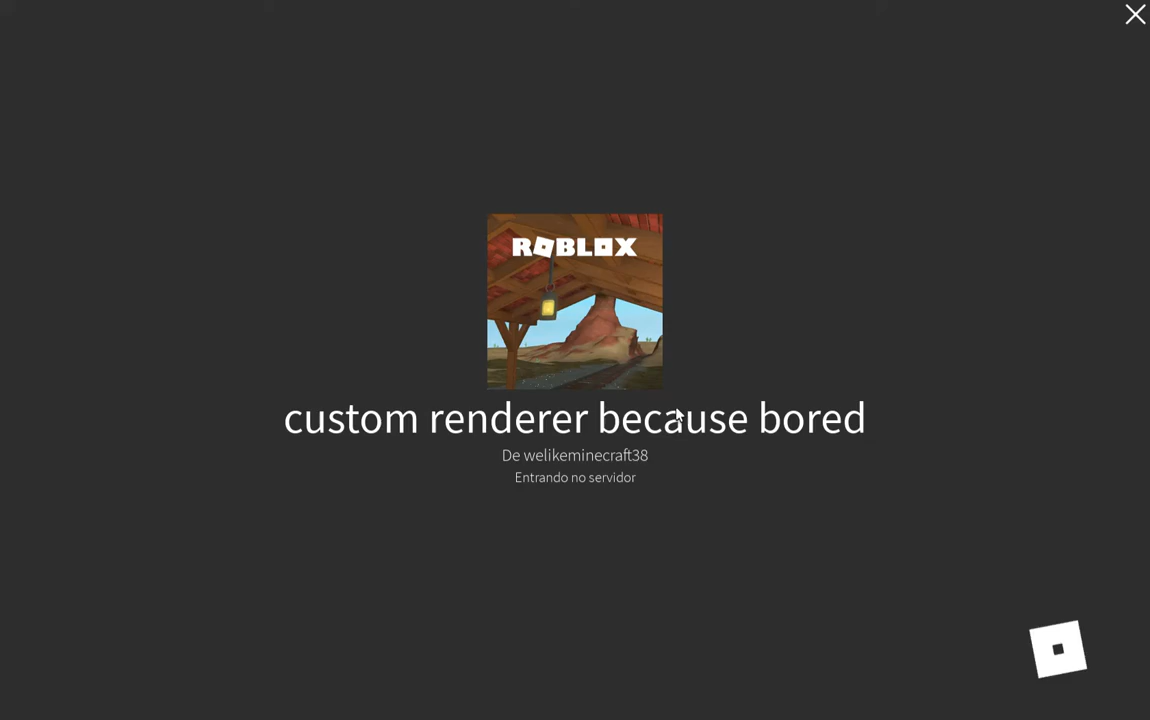 ROBLOX
custom renderer because bored
De welikeminecraft38
Entrando no servidor